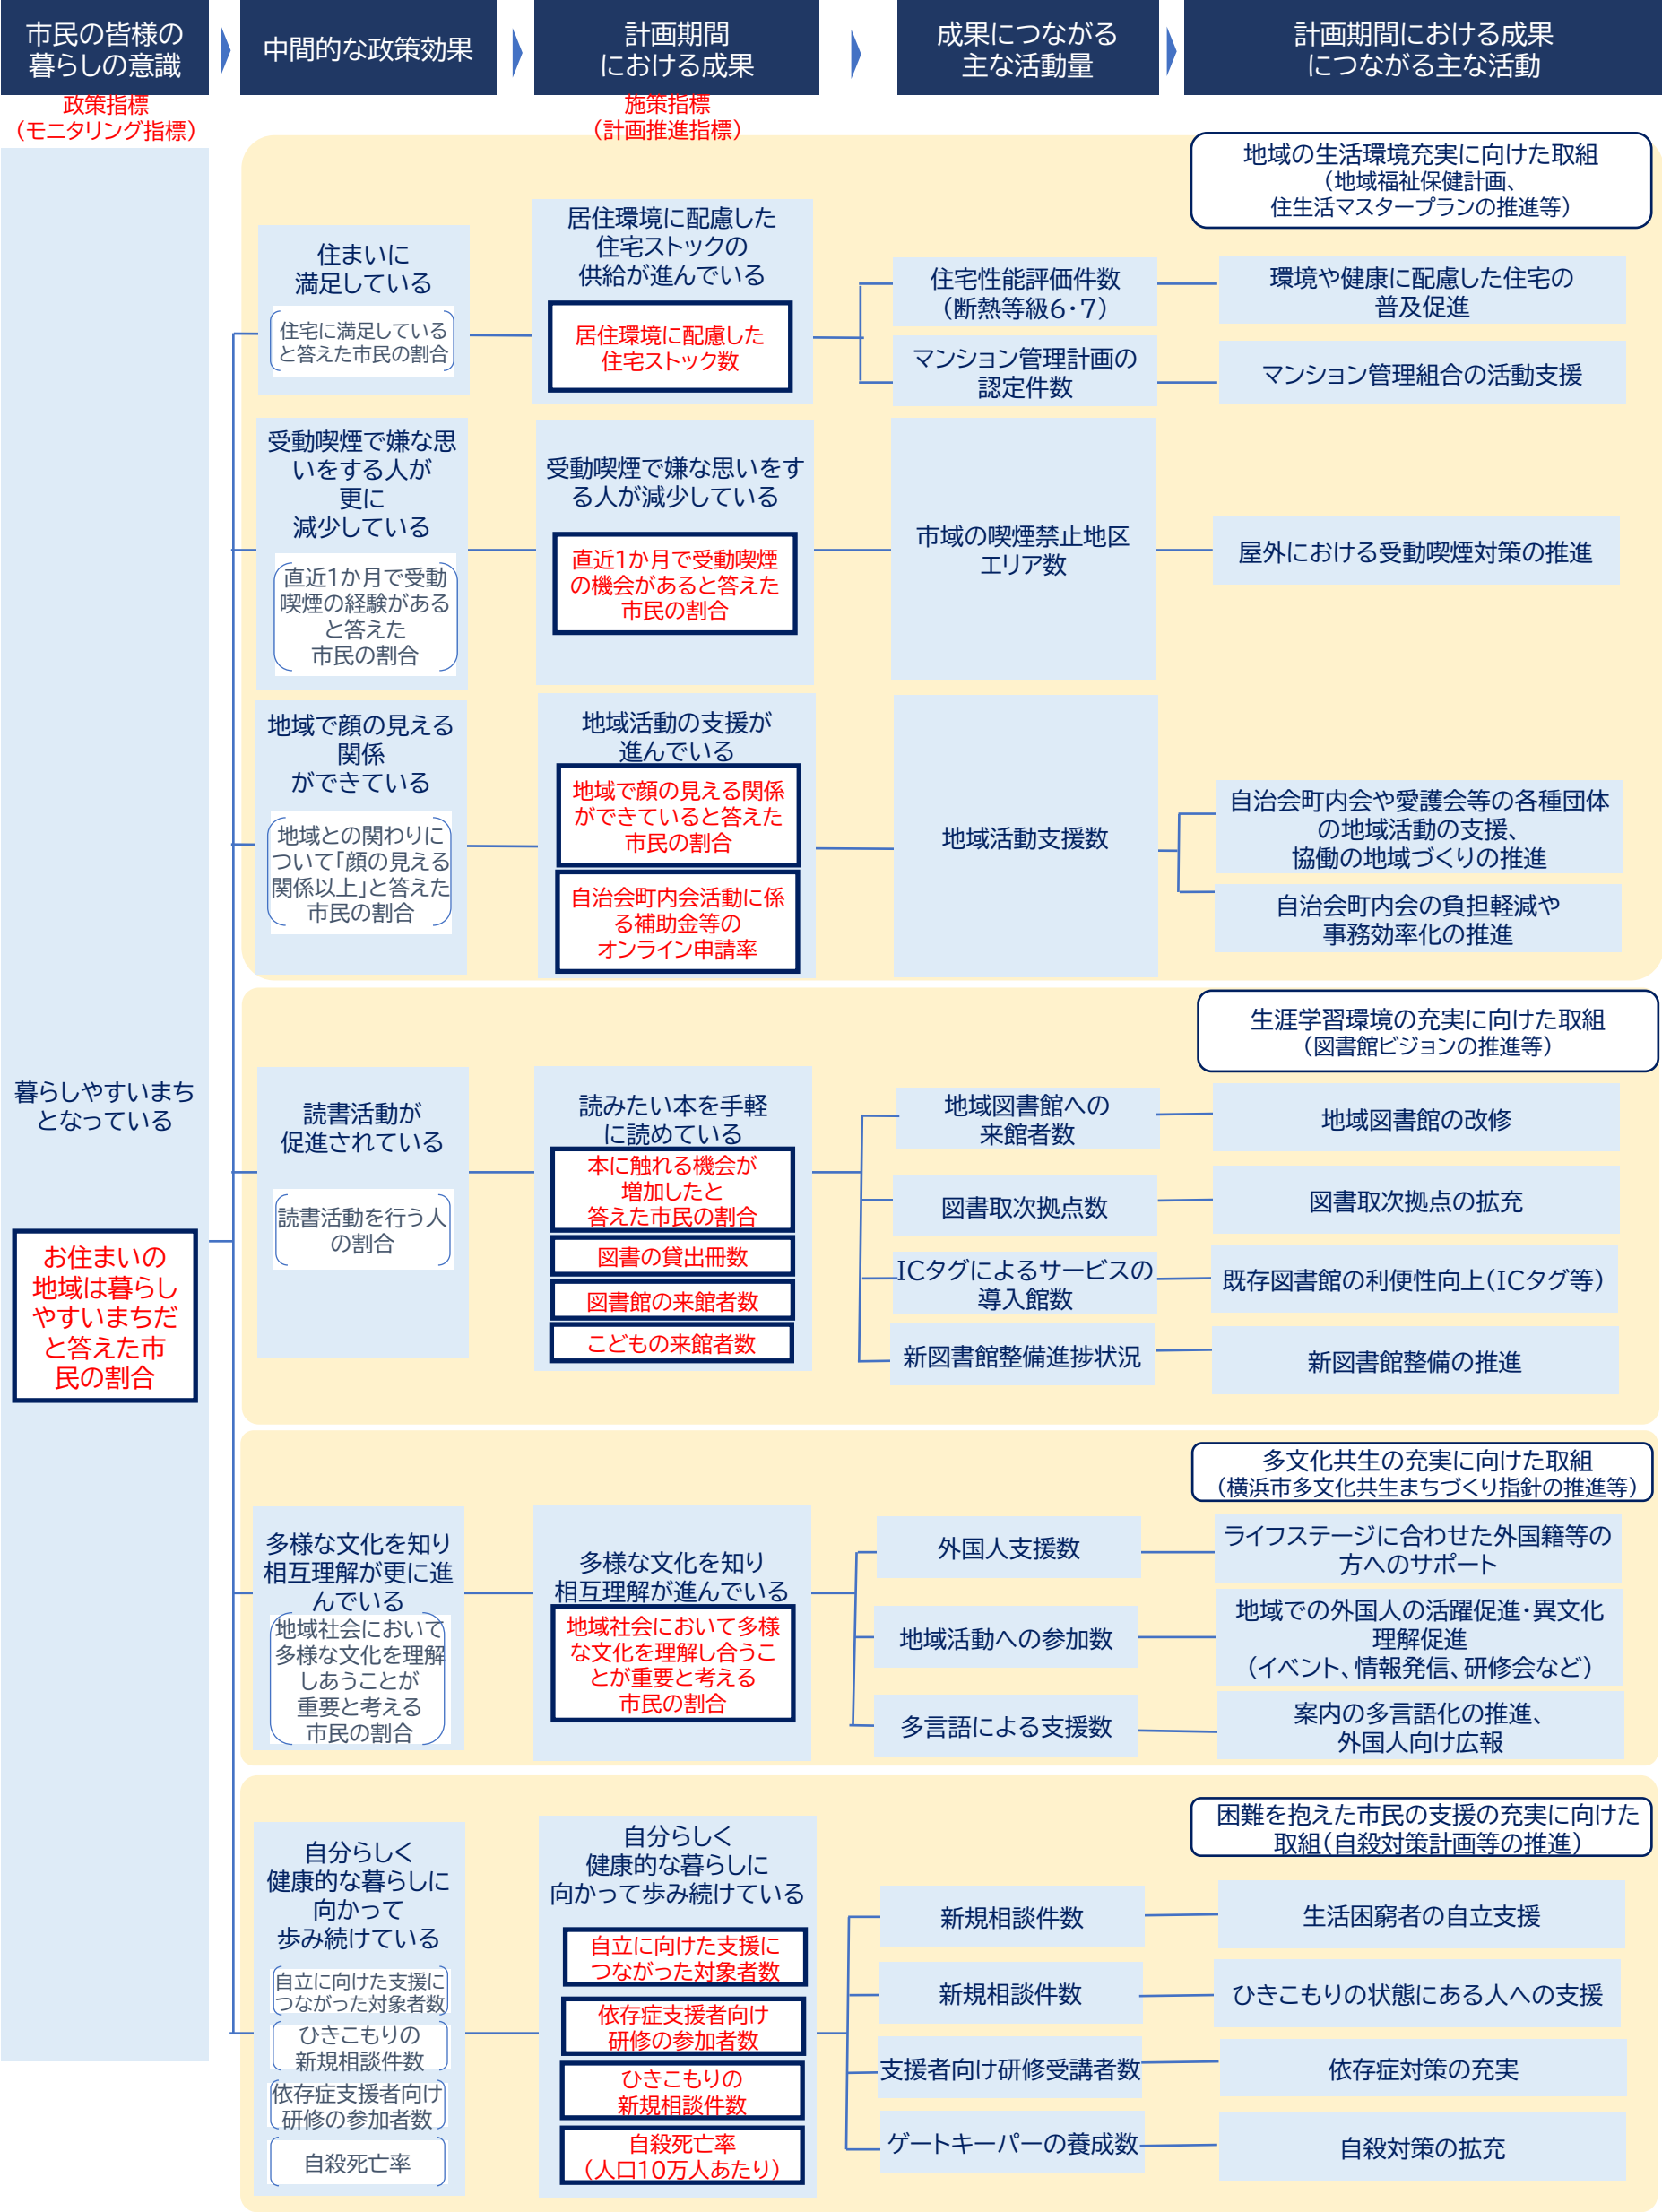 市民の皆様の
暮らしの意識
中間的な政策効果
計画期間
における成果
成果につながる
主な活動量
計画期間における成果
につながる主な活動
政策指標
（モニタリング指標）
施策指標
（計画推進指標）
暮らしやすいまち
となっている
お住まいの
地域は暮らし
やすいまちだ
と答えた市
民の割合
地域の生活環境充実に向けた取組
（地域福祉保健計画、
住生活マスタープランの推進等）
住まいに
満足している
住宅に満足している
と答えた市民の割合
居住環境に配慮した
住宅ストックの
供給が進んでいる
居住環境に配慮した
住宅ストック数
住宅性能評価件数
（断熱等級6・7）
環境や健康に配慮した住宅の
普及促進
マンション管理計画の
認定件数
マンション管理組合の活動支援
受動喫煙で嫌な思
いをする人が
更に
減少している
直近1か月で受動
喫煙の経験がある
と答えた
市民の割合
受動喫煙で嫌な思いをす
る人が減少している
直近1か月で受動喫煙
の機会があると答えた
市民の割合
市域の喫煙禁止地区
エリア数
屋外における受動喫煙対策の推進
地域で顔の見える
関係
ができている
地域との関わりに
ついて「顔の見える
関係以上」と答えた
市民の割合
地域活動の支援が
進んでいる
地域で顔の見える関係
ができていると答えた
市民の割合
自治会町内会活動に係
る補助金等の
オンライン申請率
地域活動支援数
自治会町内会や愛護会等の各種団体
の地域活動の支援、
協働の地域づくりの推進
自治会町内会の負担軽減や
事務効率化の推進
生涯学習環境の充実に向けた取組
（図書館ビジョンの推進等）
読書活動が
促進されている
読書活動を行う人
の割合
読みたい本を手軽
に読めている
本に触れる機会が
増加したと
答えた市民の割合
図書の貸出冊数
図書館の来館者数
こどもの来館者数
地域図書館への
来館者数
地域図書館の改修
図書取次拠点数
図書取次拠点の拡充
ICタグによるサービスの
導入館数
既存図書館の利便性向上（ICタグ等）
新図書館整備進捗状況
新図書館整備の推進
多文化共生の充実に向けた取組
（横浜市多文化共生まちづくり指針の推進等）
多様な文化を知り
相互理解が更に進
んでいる
地域社会において
多様な文化を理解
しあうことが
重要と考える
市民の割合
多様な文化を知り
相互理解が進んでいる
地域社会において多様
な文化を理解し合うこ
とが重要と考える
市民の割合
外国人支援数
ライフステージに合わせた外国籍等の
方へのサポート
地域活動への参加数
地域での外国人の活躍促進・異文化
理解促進
（イベント、情報発信、研修会など）
多言語による支援数
案内の多言語化の推進、
外国人向け広報
困難を抱えた市民の支援の充実に向けた
取組（自殺対策計画等の推進）
自分らしく
健康的な暮らしに
向かって
歩み続けている
自立に向けた支援に
つながった対象者数
ひきこもりの
新規相談件数
依存症支援者向け
研修の参加者数
自殺死亡率
自分らしく
健康的な暮らしに
向かって歩み続けている
自立に向けた支援に
つながった対象者数
依存症支援者向け
研修の参加者数
ひきこもりの
新規相談件数
自殺死亡率
（人口10万人あたり）
新規相談件数
生活困窮者の自立支援
新規相談件数
ひきこもりの状態にある人への支援
支援者向け研修受講者数
依存症対策の充実
ゲートキーパーの養成数
自殺対策の拡充